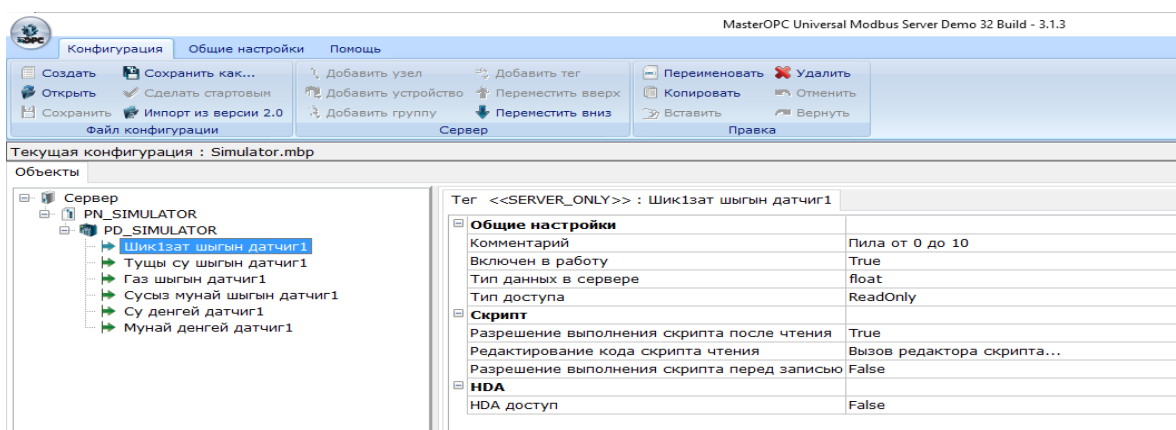 MasterOPC Universal Modbus Server Demo 32 Build - 3.1.3
OPC
Конфигурация Общие настройки Помощь
Создать Сохранить как... Добавить узел Добавить тег Переименовать Удалить
Открыть Сделать стартовым Добавить устройство Переместить вверх Копировать Отменить
Сохранить Импорт из версии 2.0 Добавить группу Переместить вниз Вставить Вернуть
Файл конфигурации Сервер Правка
Текущая конфигурация : Simulator.mbp
Объекты
Сервер
PN_SIMULATOR
PD_SIMULATOR
Шик1зат шыгын датчиг1
Тущы су шыгын датчиг1
Газ шыгын датчиг1
Сусыз мунай шыгын датчиг1
Су денгей датчиг1
Мунай денгей датчиг1
Тег <<SERVER_ONLY>> : Шик1зат шыгын датчиг1
Общие настройки
Комментарий Пила от 0 до 10
Включен в работу True
Тип данных в сервере float
Тип доступа ReadOnly
Скрипт
Разрешение выполнения скрипта после чтения True
Редактирование кода скрипта чтения Вызов редактора скрипта...
Разрешение выполнения скрипта перед записью False
HDA
HDA доступ False